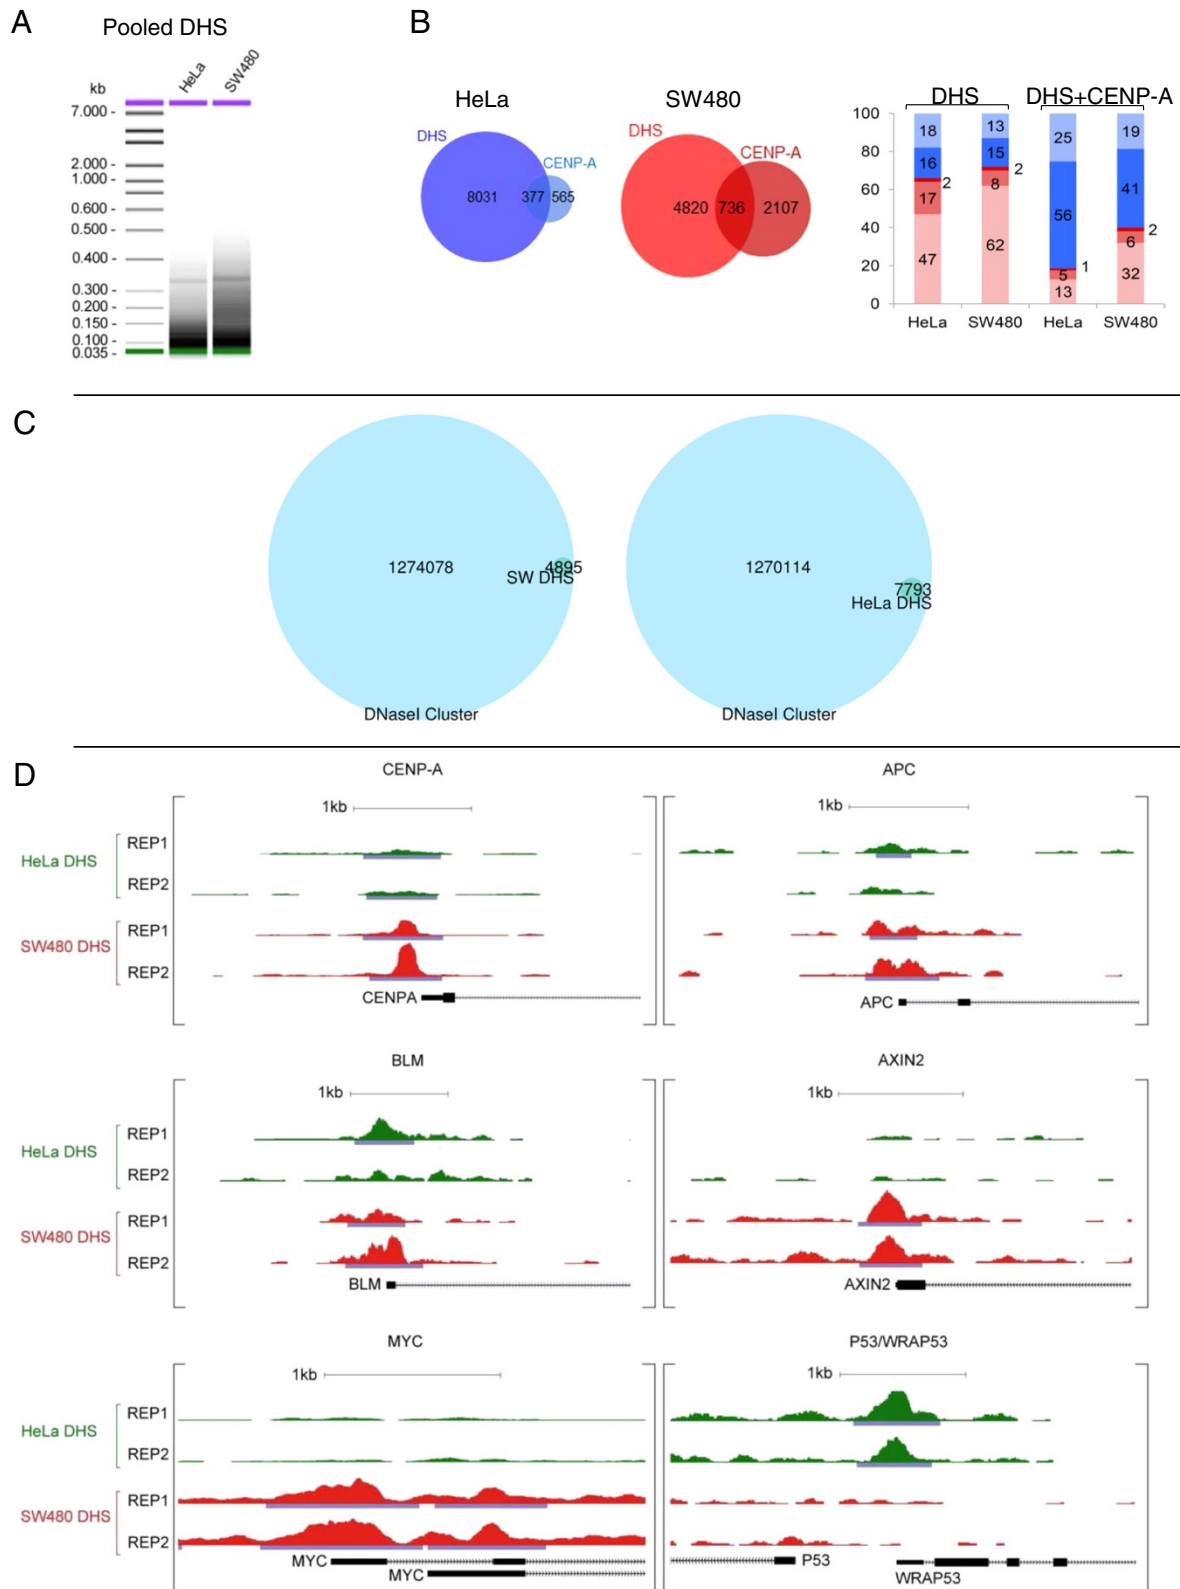 A
Pooled DHS
kb
HeLa
SW480
7.000 -
2.000 -
1.000 -
0.600 -
0.500 -
0.400 -
0.300 -
0.200 -
0.150 -
0.100 -
0.035 -
B
HeLa
DHS
CENP-A
8031
377
565
SW480
DHS
CENP-A
4820
736
2107
DHS
DHS+CENP-A
100
80
60
40
20
0
18
16
2
17
47
13
15
2
8
62
25
56
1
5
13
19
41
2
6
32
HeLa
SW480
HeLa
SW480
C
1274078
4895
SW DHS
DNaseI Cluster
1270114
7793
HeLa DHS
DNaseI Cluster
D
CENP-A
1kb
HeLa DHS
REP1
REP2
SW480 DHS
REP1
REP2
CENPA
APC
1kb
APC
BLM
1kb
HeLa DHS
REP1
REP2
SW480 DHS
REP1
REP2
BLM
AXIN2
1kb
AXIN2
MYC
1kb
HeLa DHS
REP1
REP2
SW480 DHS
REP1
REP2
MYC
MYC
P53/WRAP53
1kb
P53
WRAP53